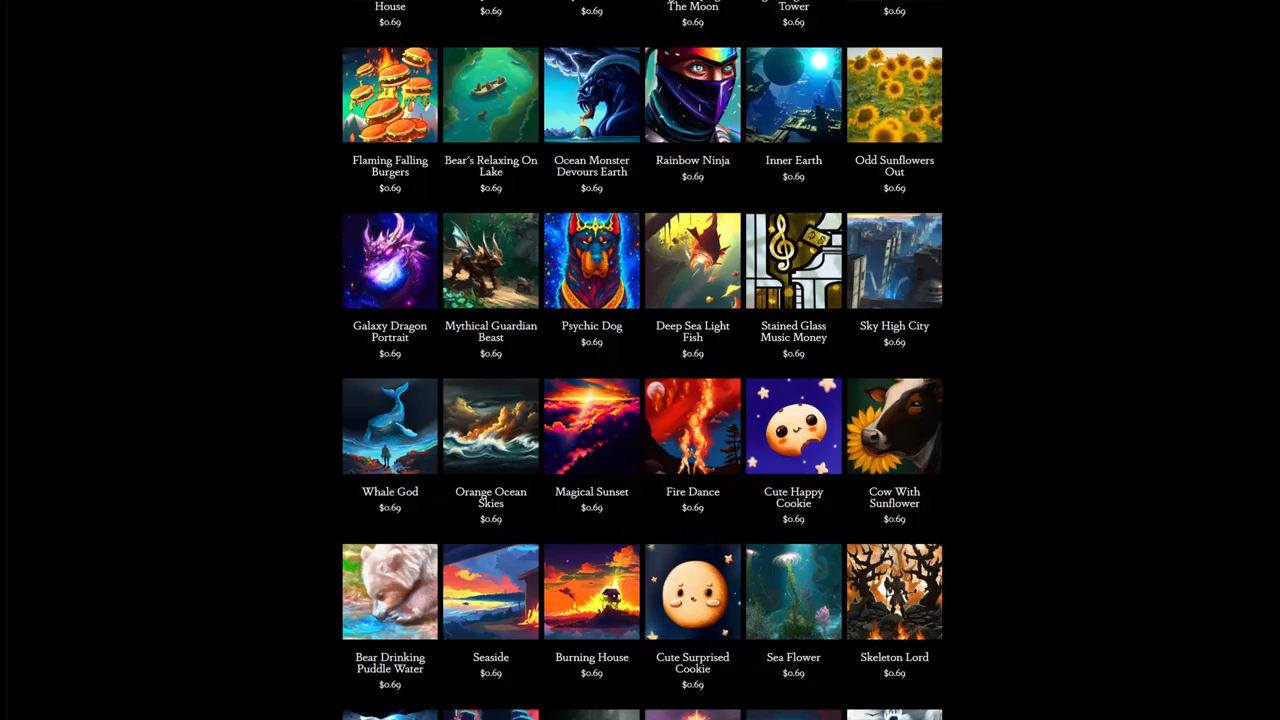 House
$0.69
$0.69
$0.69
The Moon
$0.69
Tower
$0.69
$0.69
Flaming Falling
Burgers
$0.69
Bear's Relaxing On
Lake
$0.69
Ocean Monster
Devours Earth
$0.69
Rainbow Ninja
$0.69
Inner Earth
$0.69
Odd Sunflowers
Out
$0.69
Galaxy Dragon
Portrait
$0.69
Mythical Guardian
Beast
$0.69
Psychic Dog
$0.69
Deep Sea Light
Fish
$0.69
Stained Glass
Music Money
$0.69
Sky High City
$0.69
Whale God
$0.69
Orange Ocean
Skies
$0.69
Magical Sunset
$0.69
Fire Dance
$0.69
Cute Happy
Cookie
$0.69
Cow With
Sunflower
$0.69
Bear Drinking
Puddle Water
$0.69
Seaside
$0.69
Burning House
$0.69
Cute Surprised
Cookie
$0.69
Sea Flower
$0.69
Skeleton Lord
$0.69